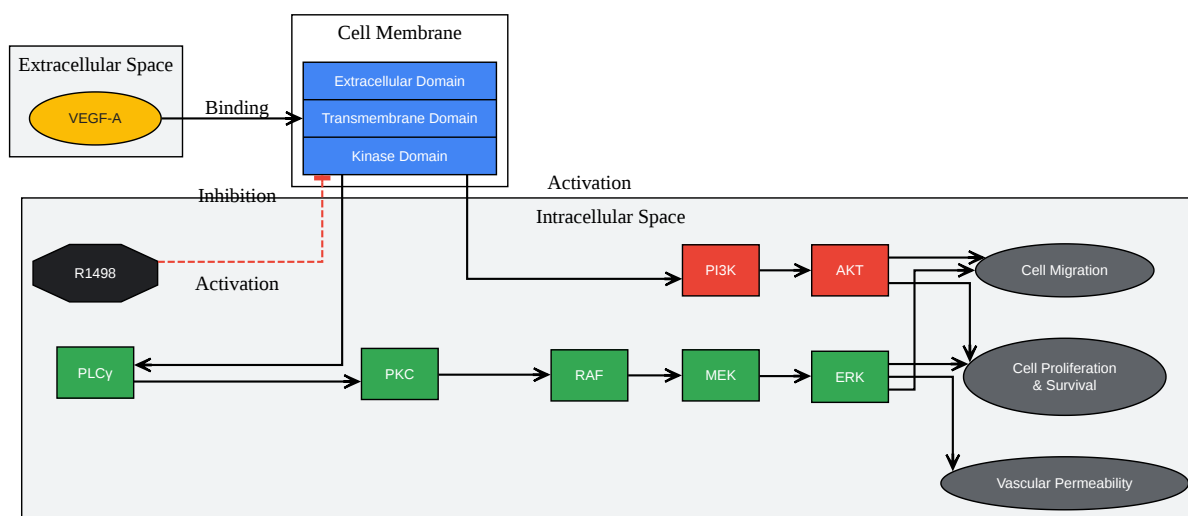 Cell Membrane
Extracellular Space
Extracellular Domain
VEGF-A
Binding
Transmembrane Domain
Kinase Domain
Inhibition
Activation
Intracellular Space
R1498
Activation
PI3K
AKT
Cell Migration
PLCγ
PKC
RAF
MEK
ERK
Cell Proliferation
& Survival
Vascular Permeability